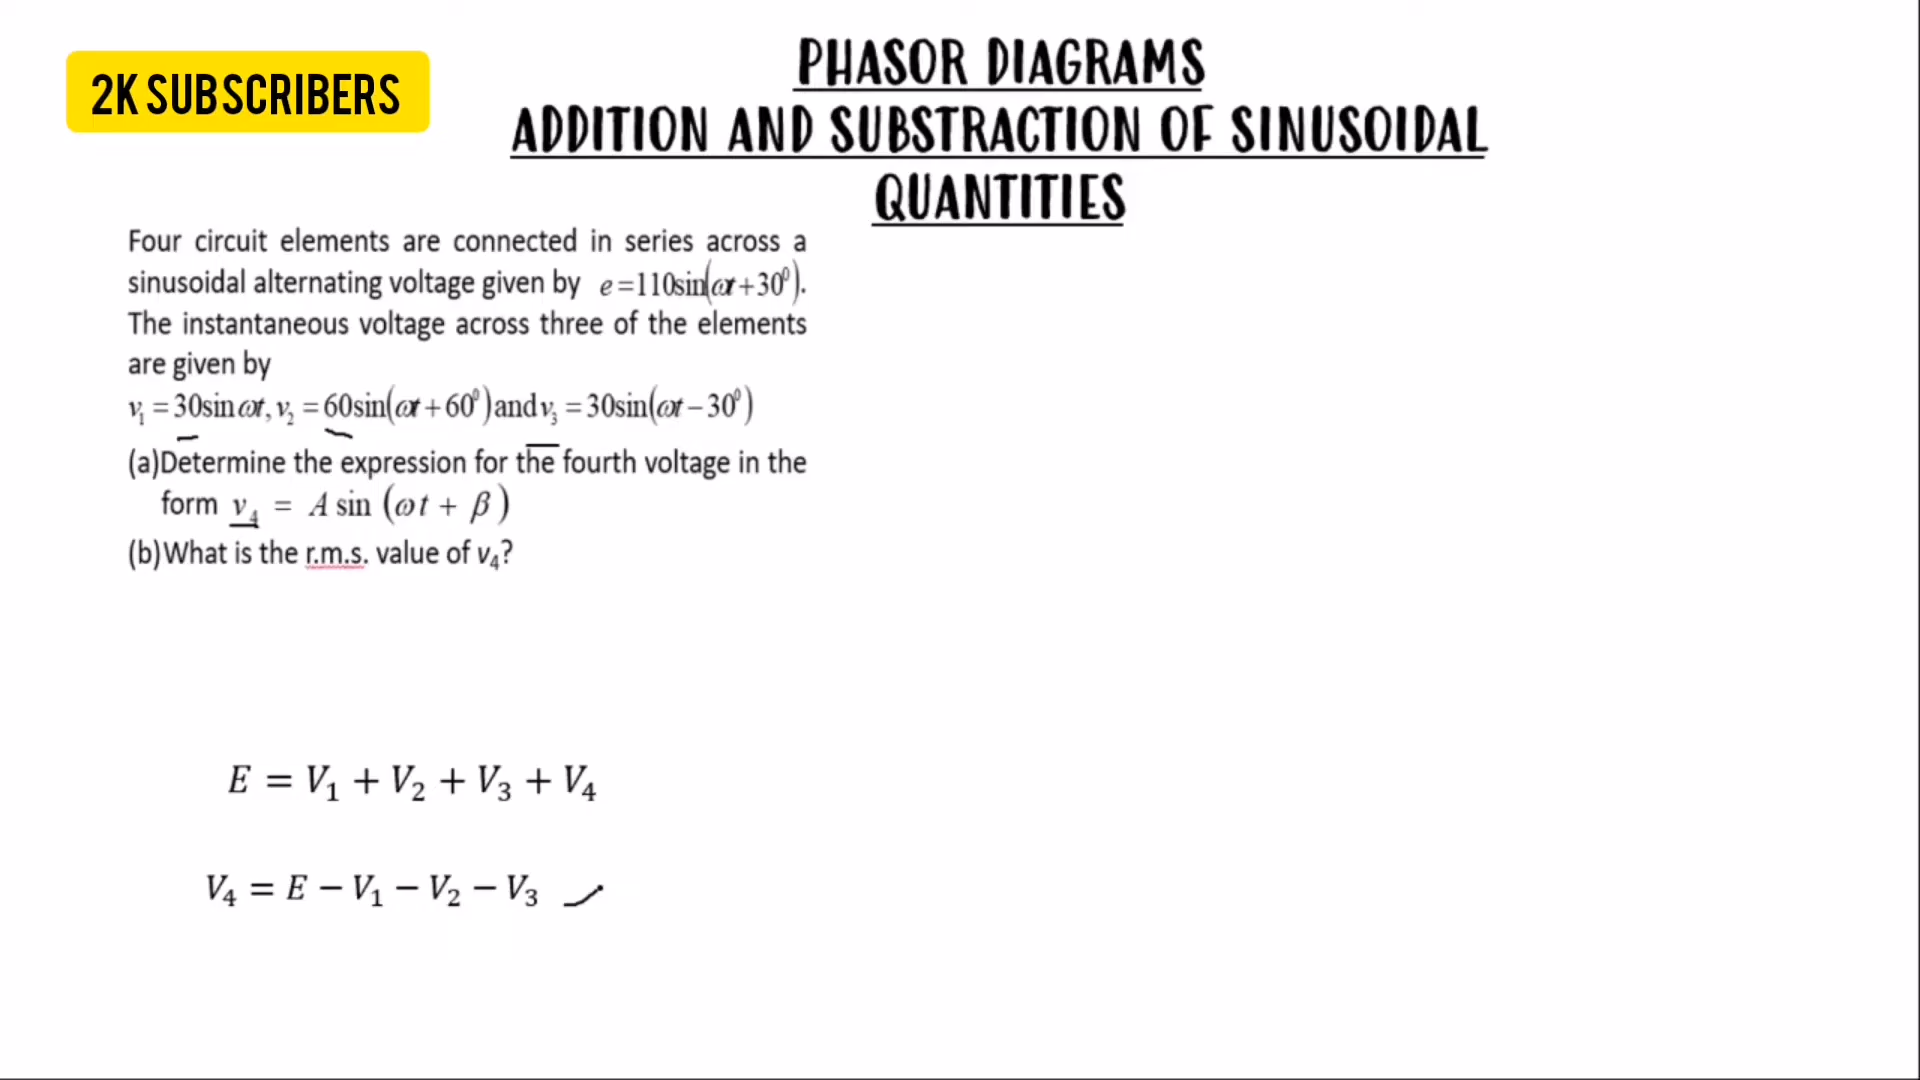 2K SUBSCRIBERS
PHASOR DIAGRAMS
ADDITION AND SUBSTRACTION OF SINUSOIDAL
QUANTITIES
Four circuit elements are connected in series across a
sinusoidal alternating voltage given by e=110sin(ωt+30⁰).
The instantaneous voltage across three of the elements
are given by
v₁ = 30sin ωt, v₂ = 60sin(ωt+60⁰) and v₃ = 30sin(ωt−30⁰)
(a)Determine the expression for the fourth voltage in the
form v₄ = A sin (ωt + β)
(b)What is the r.m.s. value of v₄?
E = V₁ + V₂ + V₃ + V₄
V₄ = E − V₁ − V₂ − V₃